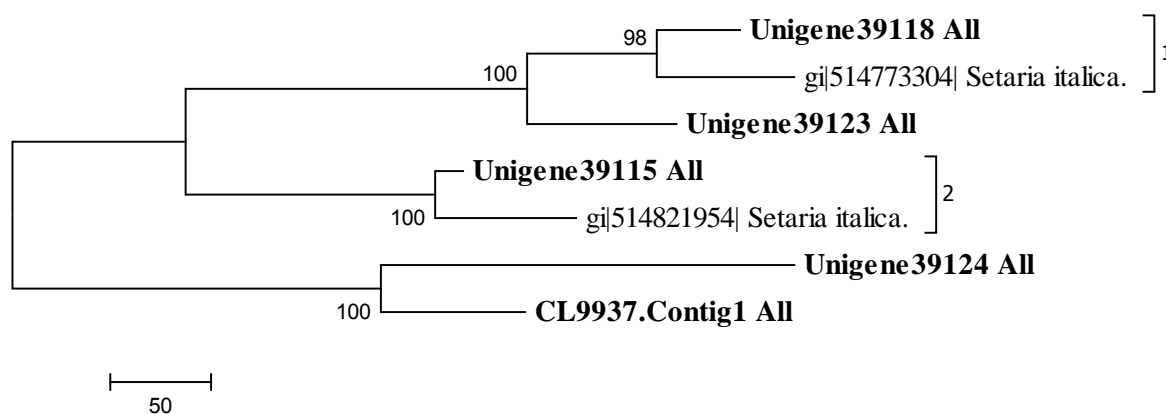 98
Unigene39118 All
gi|514773304| Setaria italica.
1
100
Unigene39123 All
Unigene39115 All
100
gi|514821954| Setaria italica.
2
Unigene39124 All
100
CL9937.Contig1 All
50